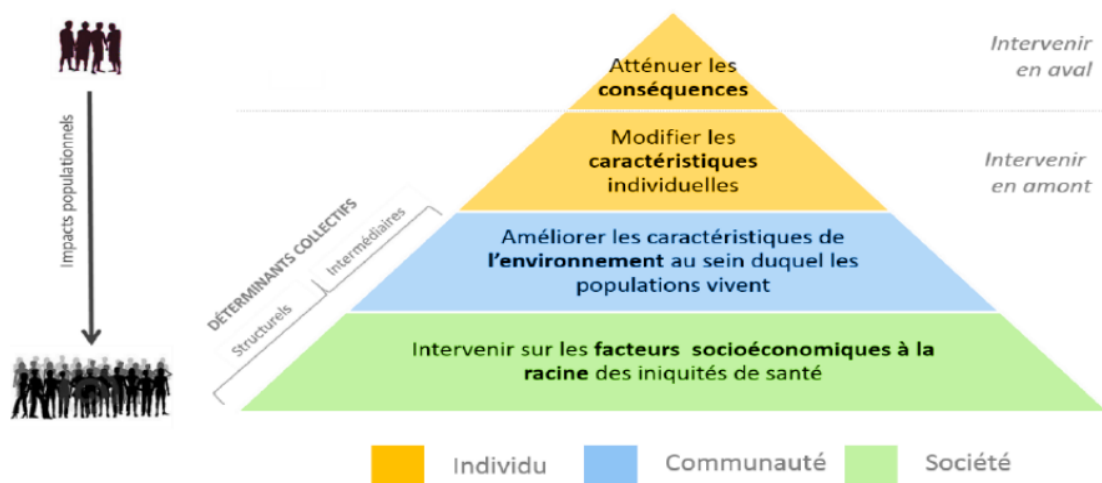 Intervenir
en aval
Atténuer les
conséquences
Impacts populationnels
Modifier les
caractéristiques
individuelles
Intervenir
en amont
DÉTERMINANTS COLLECTIFS
Intermédiaires
Structurels
Améliorer les caractéristiques de
l'environnement au sein duquel les
populations vivent
Intervenir sur les facteurs socioéconomiques à la
racine des iniquités de santé
Individu
Communauté
Société